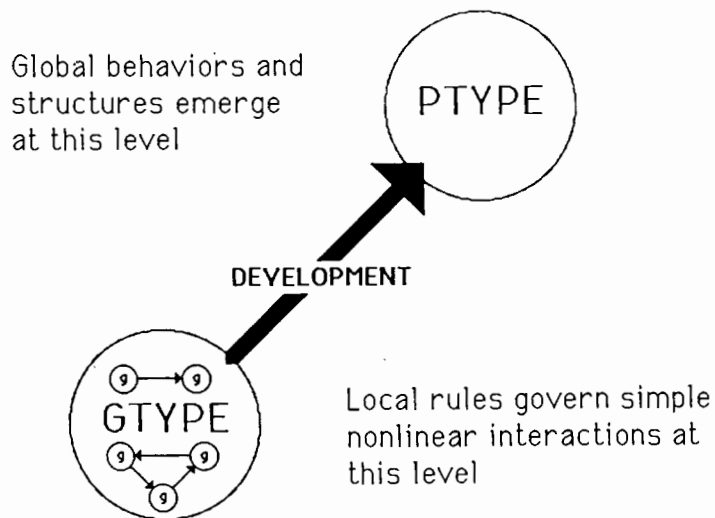 Global behaviors and
structures emerge
at this level
PTYPE
DEVELOPMENT
g g
GTYPE
g g
g
Local rules govern simple
nonlinear interactions at
this level